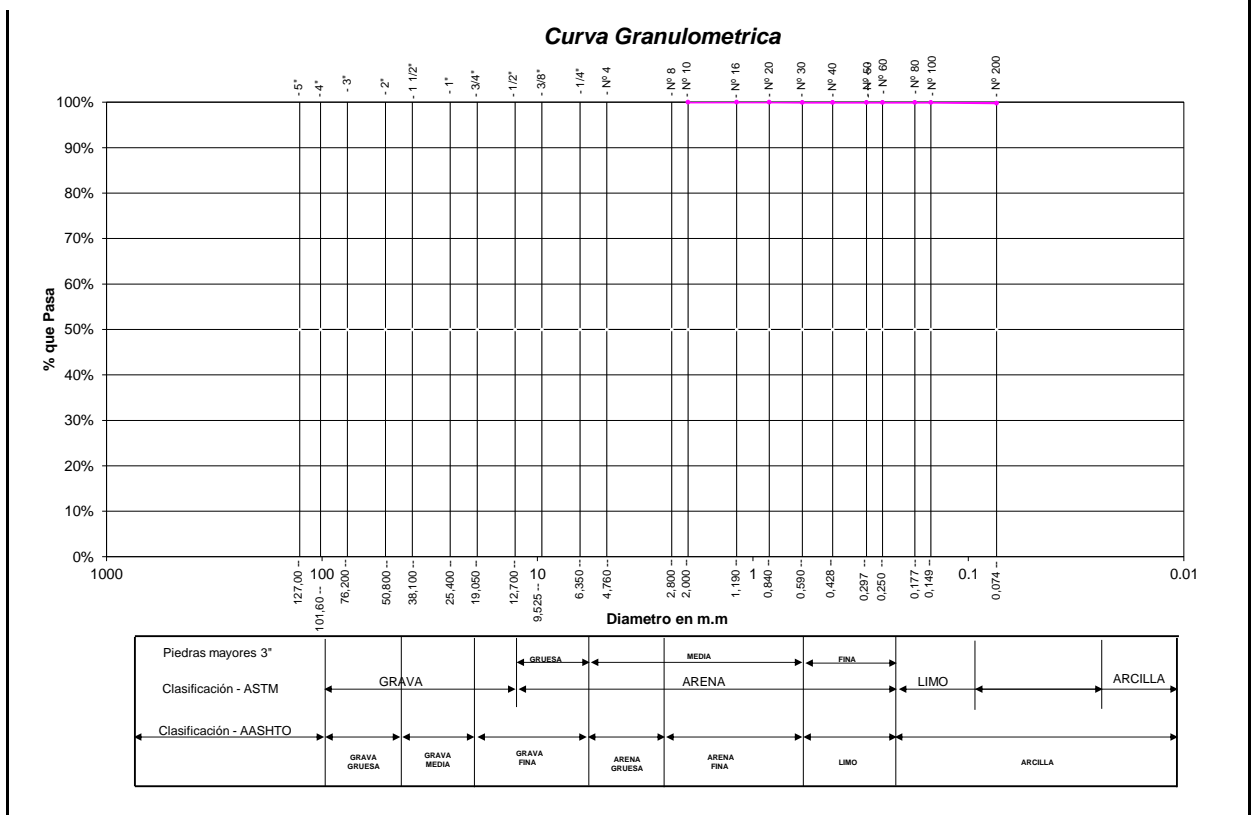 Curva Granulometrica
- 5"
- 4"
- 3"
- 2"
- 1 1/2"
- 1"
- 3/4"
- 1/2"
- 3/8"
- 1/4"
- Nº 4
- Nº 8
- Nº 10
- Nº 16
- Nº 20
- Nº 30
- Nº 40
- Nº 50
- Nº 60
- Nº 80
- Nº 100
- Nº 200
% que Pasa
100%
90%
80%
70%
60%
50%
40%
30%
20%
10%
0%
1000
100
10
1
0.1
0.01
127,00 --
101,60 --
76,200 --
50,800 --
38,100 --
25,400 --
19,050 --
12,700 --
9,525 --
6,350 --
4,760 --
2,800 --
2,000 --
1,190 --
0,840 --
0,590 --
0,428 --
0,297 --
0,250 --
0,177 --
0,149 --
0,074 --
Diametro en m.m
Piedras mayores 3"
GRUESA
MEDIA
FINA
Clasificación - ASTM
GRAVA
ARENA
LIMO
ARCILLA
Clasificación - AASHTO
GRAVA
GRUESA
GRAVA
MEDIA
GRAVA
FINA
ARENA
GRUESA
ARENA
FINA
LIMO
ARCILLA